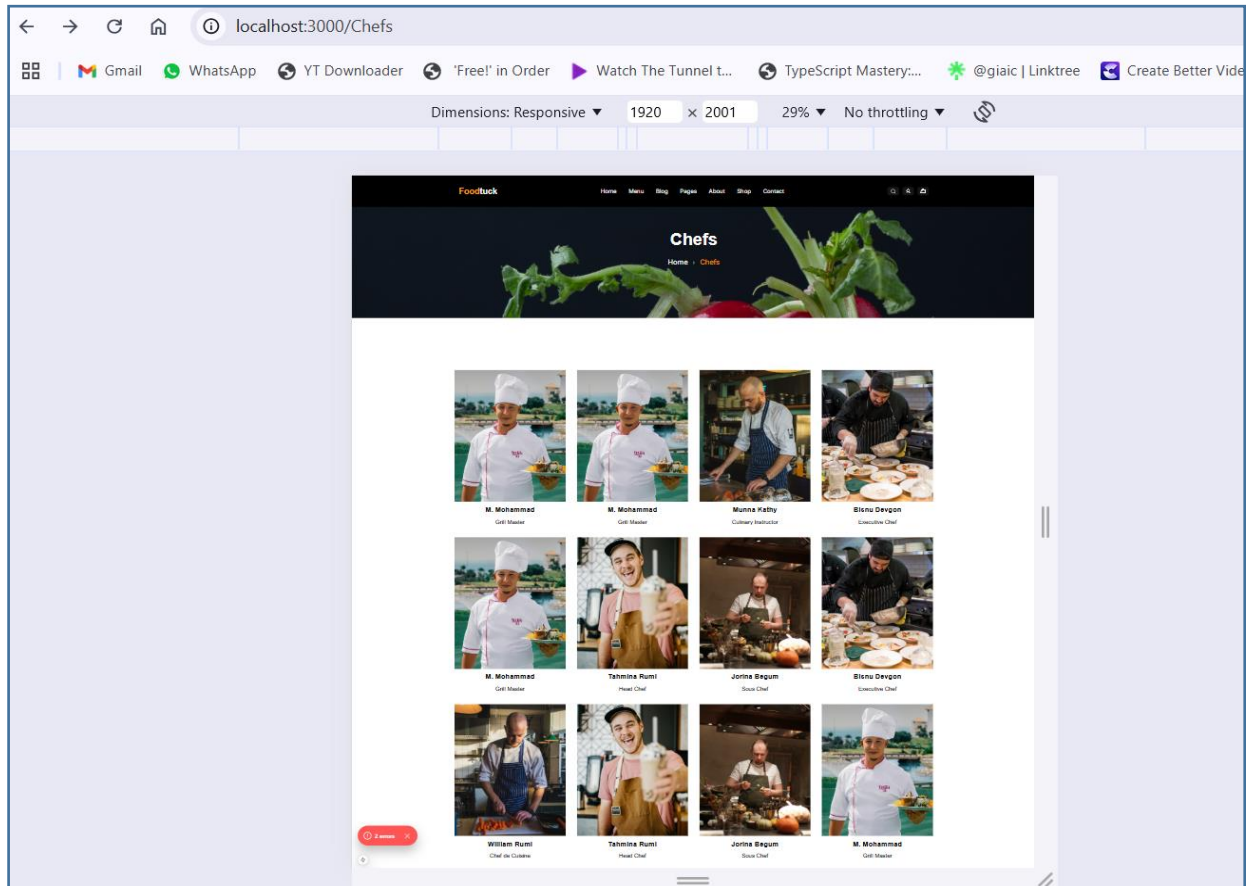 localhost:3000/Chefs
Gmail WhatsApp YT Downloader 'Free!' in Order Watch The Tunnel t... TypeScript Mastery:... @giaic | Linktree Create Better Vide
Dimensions: Responsive ▼ 1920 × 2001 29% ▼ No throttling ▼
Foodtuck Home Menu Blog Pages About Shop Contact
Chefs
Home › Chefs
M. Mohammad M. Mohammad Munna Kathy Bisnu Devgon
Grill Master Grill Master Culinary Instructor Executive Chef
M. Mohammad Tahmina Rumi Jorina Begum Bisnu Devgon
Grill Master Head Chef Sous Chef Executive Chef
2 errors
William Rumi Tahmina Rumi Jorina Begum M. Mohammad
Chef de Cuisine Head Chef Sous Chef Grill Master